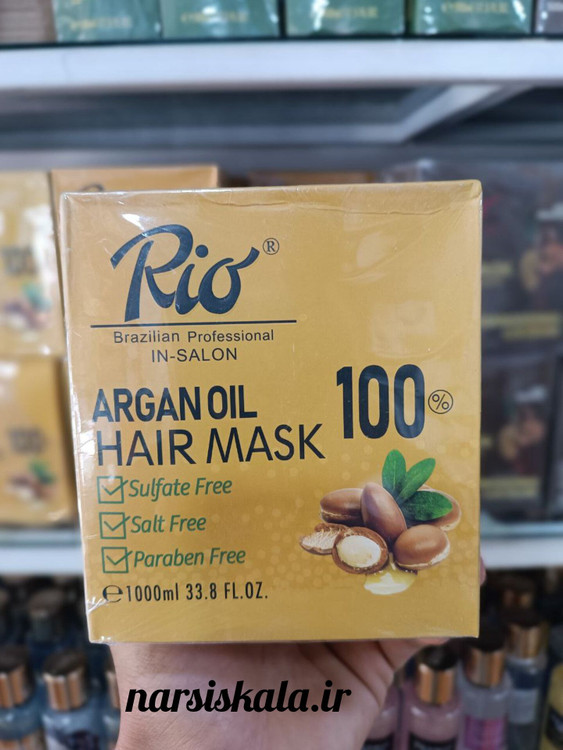 Rio®
Brazilian Professional
IN-SALON
ARGAN OIL
HAIR MASK
100%
Sulfate Free
Salt Free
Paraben Free
℮1000ml 33.8 FL.OZ.
narsiskala.ir